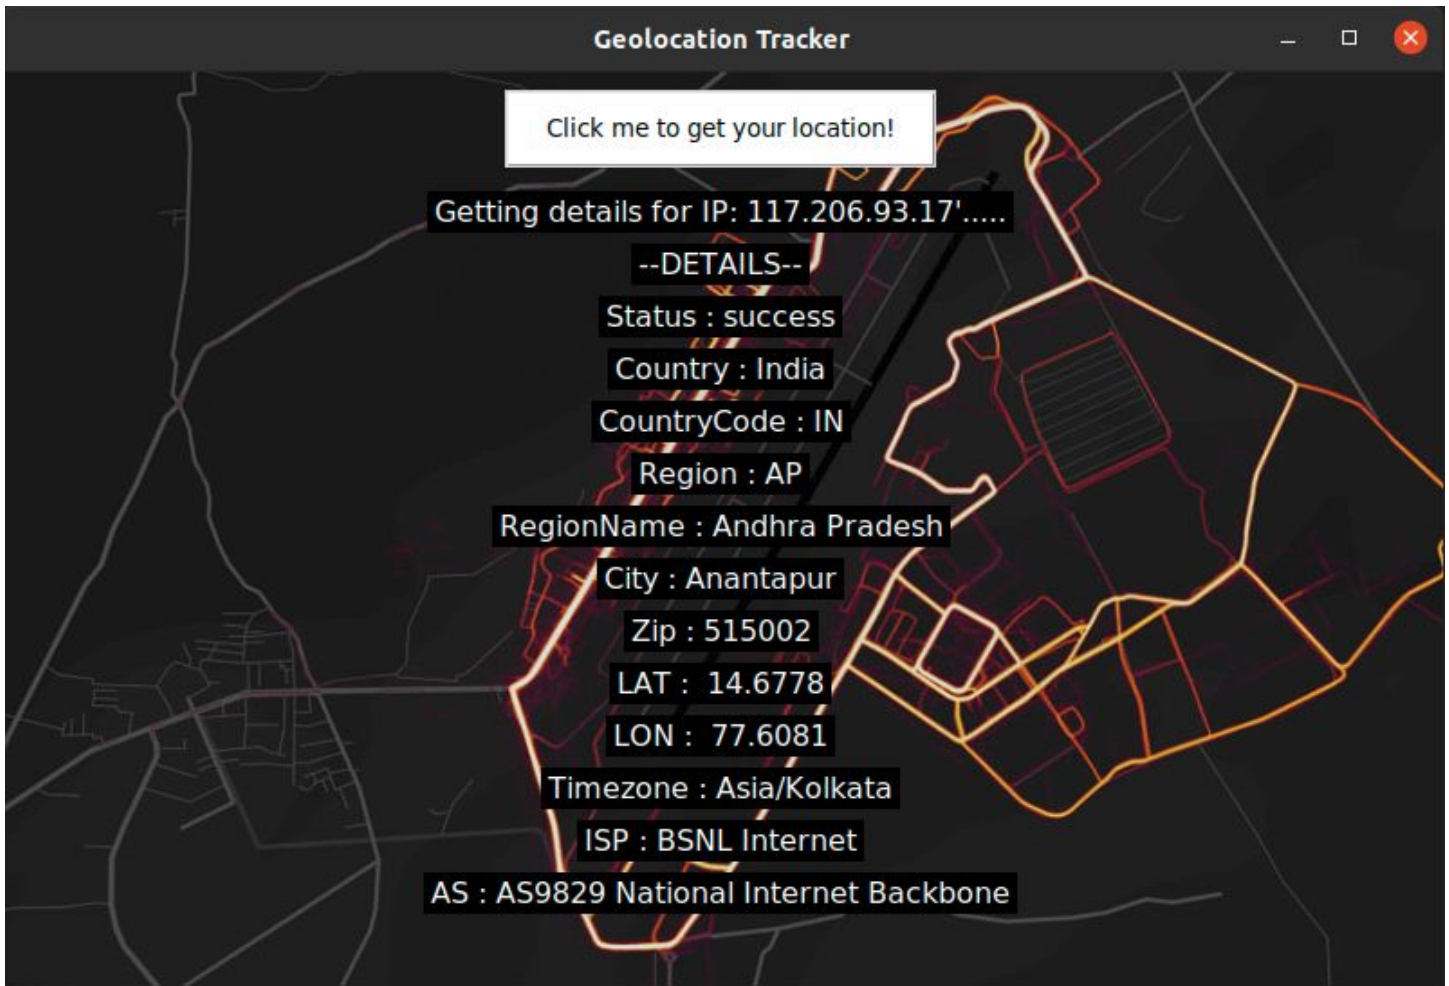 Geolocation Tracker
Click me to get your location!
Getting details for IP: 117.206.93.17'.....
--DETAILS--
Status : success
Country : India
CountryCode : IN
Region : AP
RegionName : Andhra Pradesh
City : Anantapur
Zip : 515002
LAT :  14.6778
LON :  77.6081
Timezone : Asia/Kolkata
ISP : BSNL Internet
AS : AS9829 National Internet Backbone